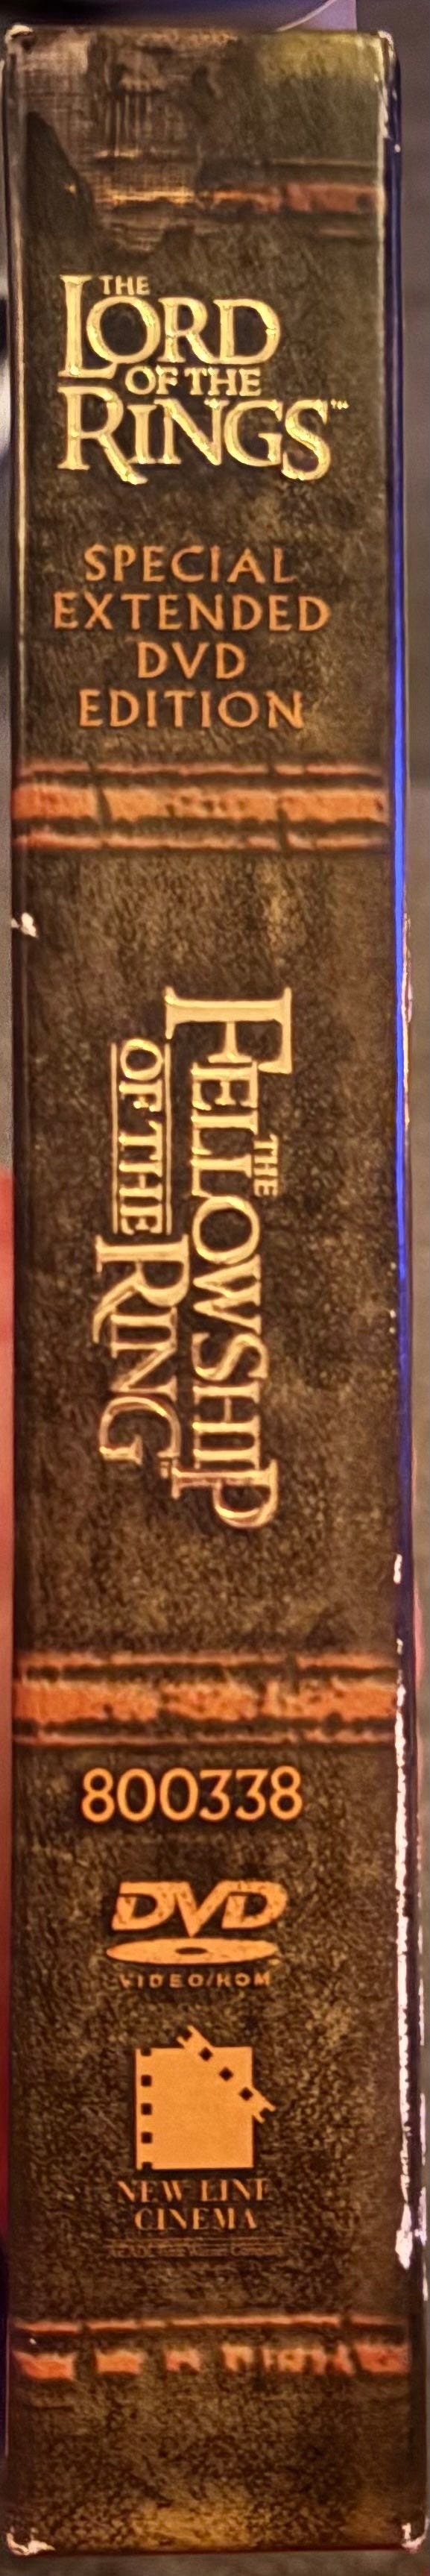 THE
LORD
OF THE
RINGS™
SPECIAL
EXTENDED
DVD
EDITION
THE
FELLOWSHIP
OF THE RING
800338
DVD
VIDEO/ROM
NEW LINE
CINEMA